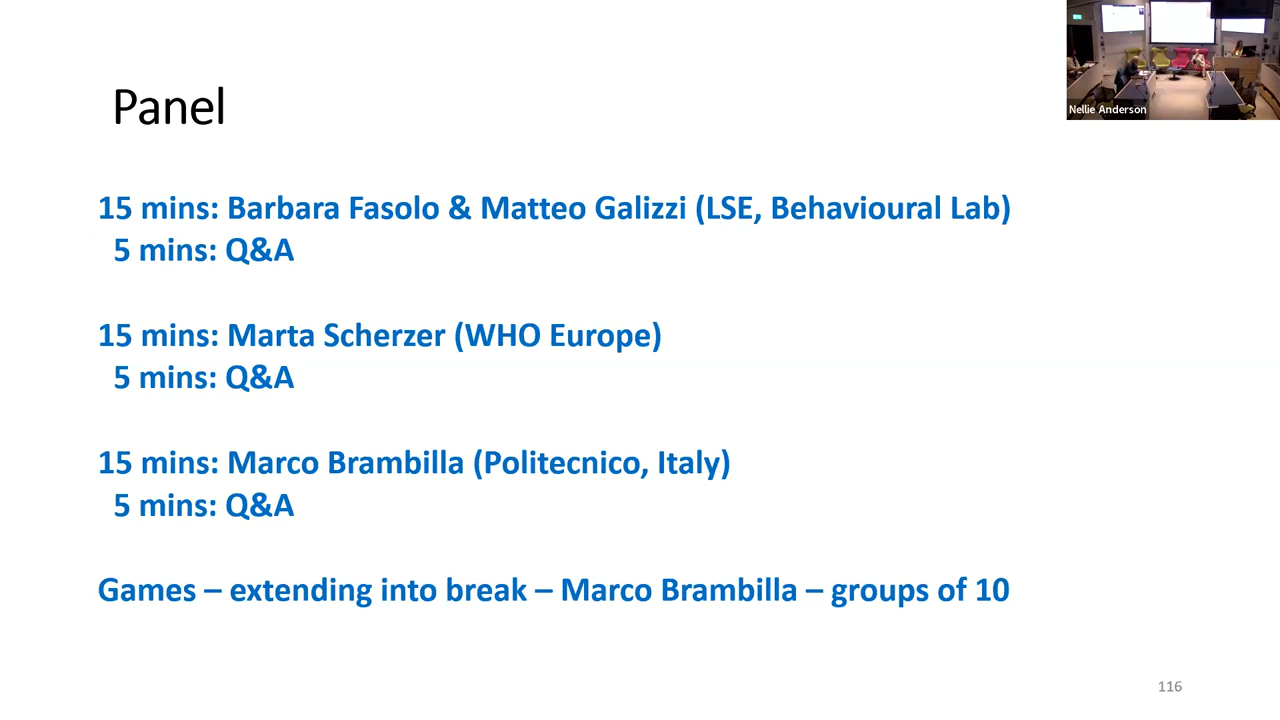 Nellie Anderson
Panel
15 mins: Barbara Fasolo & Matteo Galizzi (LSE, Behavioural Lab)
5 mins: Q&A
15 mins: Marta Scherzer (WHO Europe)
5 mins: Q&A
15 mins: Marco Brambilla (Politecnico, Italy)
5 mins: Q&A
Games – extending into break – Marco Brambilla – groups of 10
116